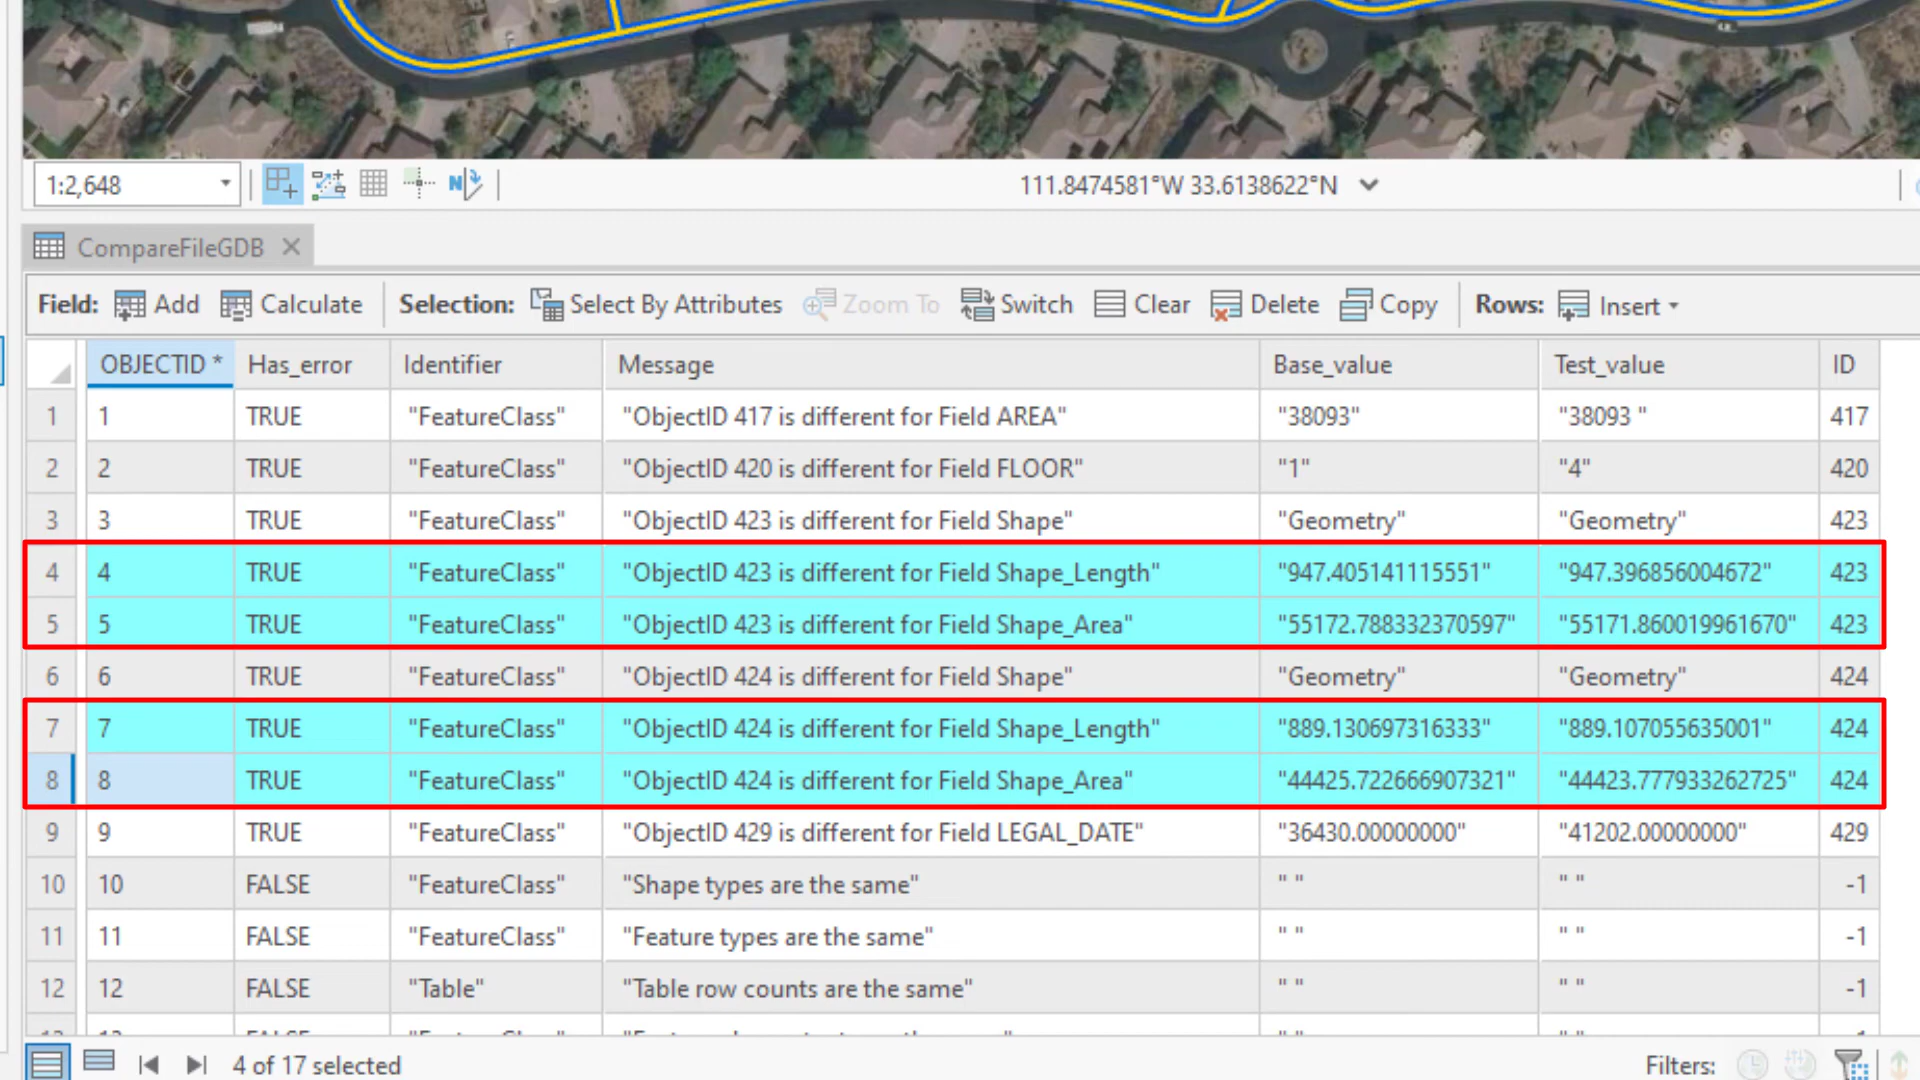 1:2,648
111.8474581°W 33.6138622°N
CompareFileGDB
Field: Add Calculate Selection: Select By Attributes Zoom To Switch Clear Delete Copy Rows: Insert
OBJECTID * Has_error Identifier Message Base_value Test_value ID
1 1 TRUE "FeatureClass" "ObjectID 417 is different for Field AREA" "38093" "38093 " 417
2 2 TRUE "FeatureClass" "ObjectID 420 is different for Field FLOOR" "1" "4" 420
3 3 TRUE "FeatureClass" "ObjectID 423 is different for Field Shape" "Geometry" "Geometry" 423
4 4 TRUE "FeatureClass" "ObjectID 423 is different for Field Shape_Length" "947.405141115551" "947.396856004672" 423
5 5 TRUE "FeatureClass" "ObjectID 423 is different for Field Shape_Area" "55172.788332370597" "55171.860019961670" 423
6 6 TRUE "FeatureClass" "ObjectID 424 is different for Field Shape" "Geometry" "Geometry" 424
7 7 TRUE "FeatureClass" "ObjectID 424 is different for Field Shape_Length" "889.130697316333" "889.107055635001" 424
8 8 TRUE "FeatureClass" "ObjectID 424 is different for Field Shape_Area" "44425.722666907321" "44423.777933262725" 424
9 9 TRUE "FeatureClass" "ObjectID 429 is different for Field LEGAL_DATE" "36430.00000000" "41202.00000000" 429
10 10 FALSE "FeatureClass" "Shape types are the same" " " " " -1
11 11 FALSE "FeatureClass" "Feature types are the same" " " " " -1
12 12 FALSE "Table" "Table row counts are the same" " " " " -1
4 of 17 selected Filters: